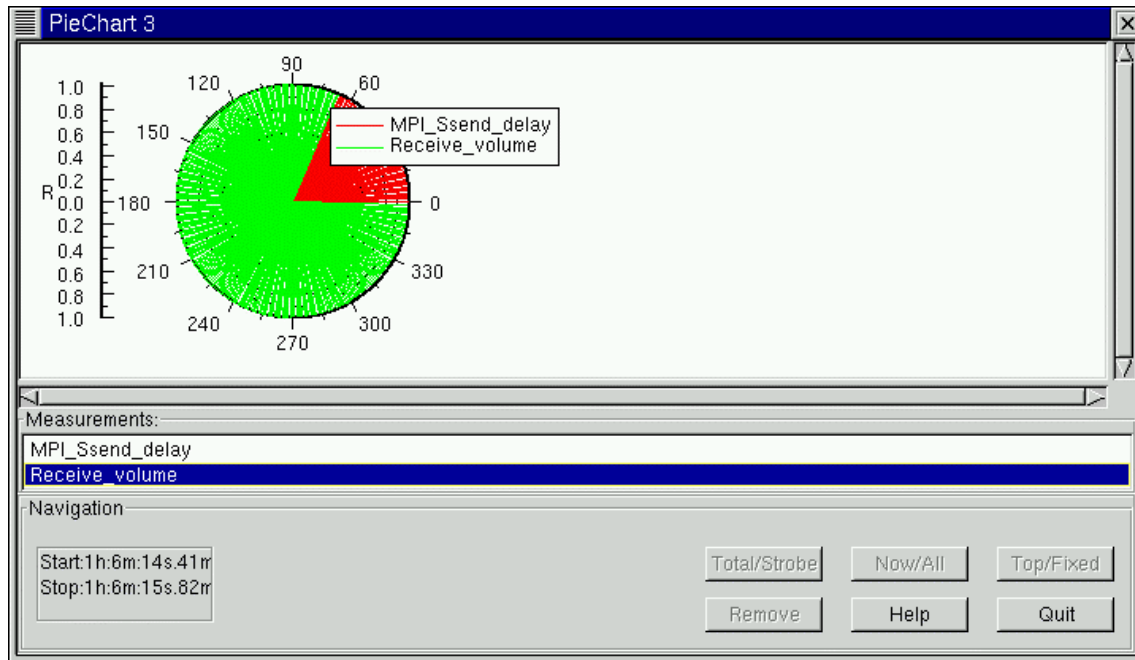 PieChart 3
90
120
60
1.0
0.8
0.6
0.4
0.2
R
0.0
0.2
0.4
0.6
0.8
1.0
150
180
0
210
330
240
300
270
MPI_Ssend_delay
Receive_volume
Measurements:
MPI_Ssend_delay
Receive_volume
Navigation
Start:1h:6m:14s.41m
Stop:1h:6m:15s.82m
Total/Strobe
Now/All
Top/Fixed
Remove
Help
Quit